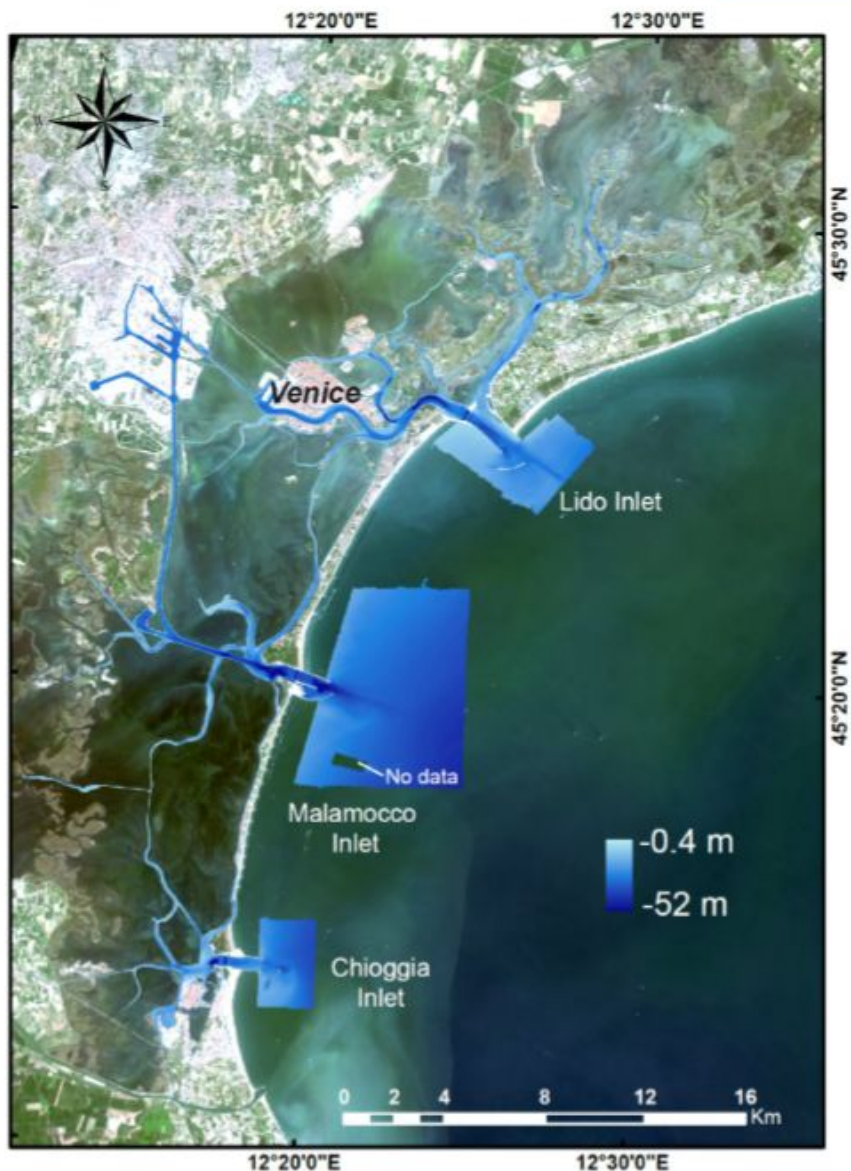 12°20'0"E
12°30'0"E
N
W
E
S
45°30'0"N
Venice
Lido Inlet
45°20'0"N
No data
Malamocco
Inlet
-0.4 m
-52 m
Chioggia
Inlet
0 2 4 8 12 16
Km
12°20'0"E
12°30'0"E